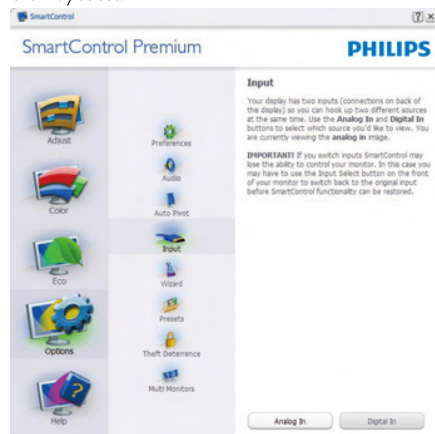 SmartControl
SmartControl Premium
PHILIPS
Adjust
Color
Eco
Options
Help
Preferences
Audio
Auto Pivot
Input
Wizard
Presets
Theft Deterrence
Multi Monitors
Input
Your display has two inputs (connections on back of
this display) so you can hook up two different sources
at the same time. Use the Analog In and Digital In
buttons to select which source you'd like to view. You
are currently viewing the analog in image.
IMPORTANT! If you switch inputs SmartControl may
lose the ability to control your monitor. In this case you
may have to use the Input Select button on the front
of your monitor to switch back to the original input
before SmartControl functionality can be restored.
Analog In
Digital In